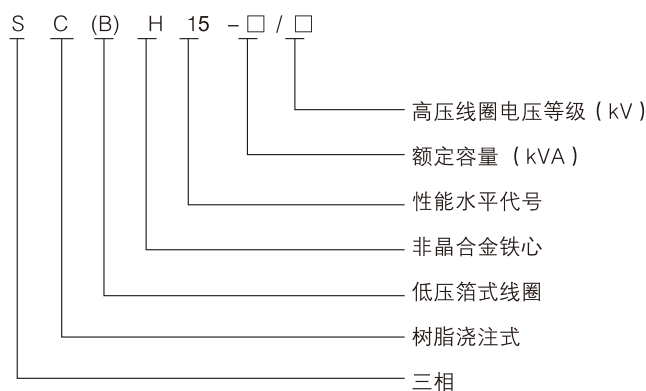 S C (B) H 15 －□ / □
高压线圈电压等级（kV）
额定容量（kVA）
性能水平代号
非晶合金铁心
低压箔式线圈
树脂浇注式
三相